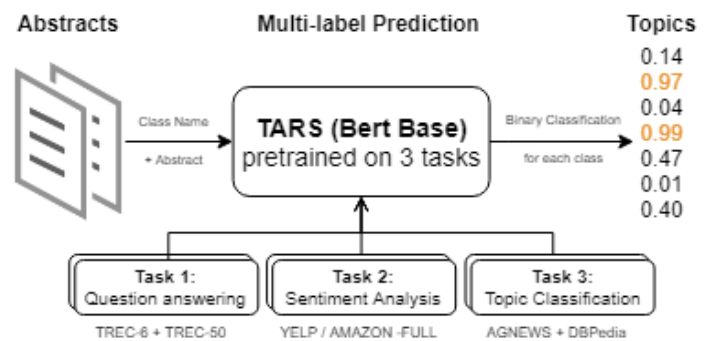 Abstracts
Multi-label Prediction
Topics
Class Name
+ Abstract
TARS (Bert Base)
pretrained on 3 tasks
Binary Classification
for each class
0.14
0.97
0.04
0.99
0.47
0.01
0.40
Task 1:
Question answering
Task 2:
Sentiment Analysis
Task 3:
Topic Classification
TREC-6 + TREC-50
YELP / AMAZON -FULL
AGNEWS + DBPedia